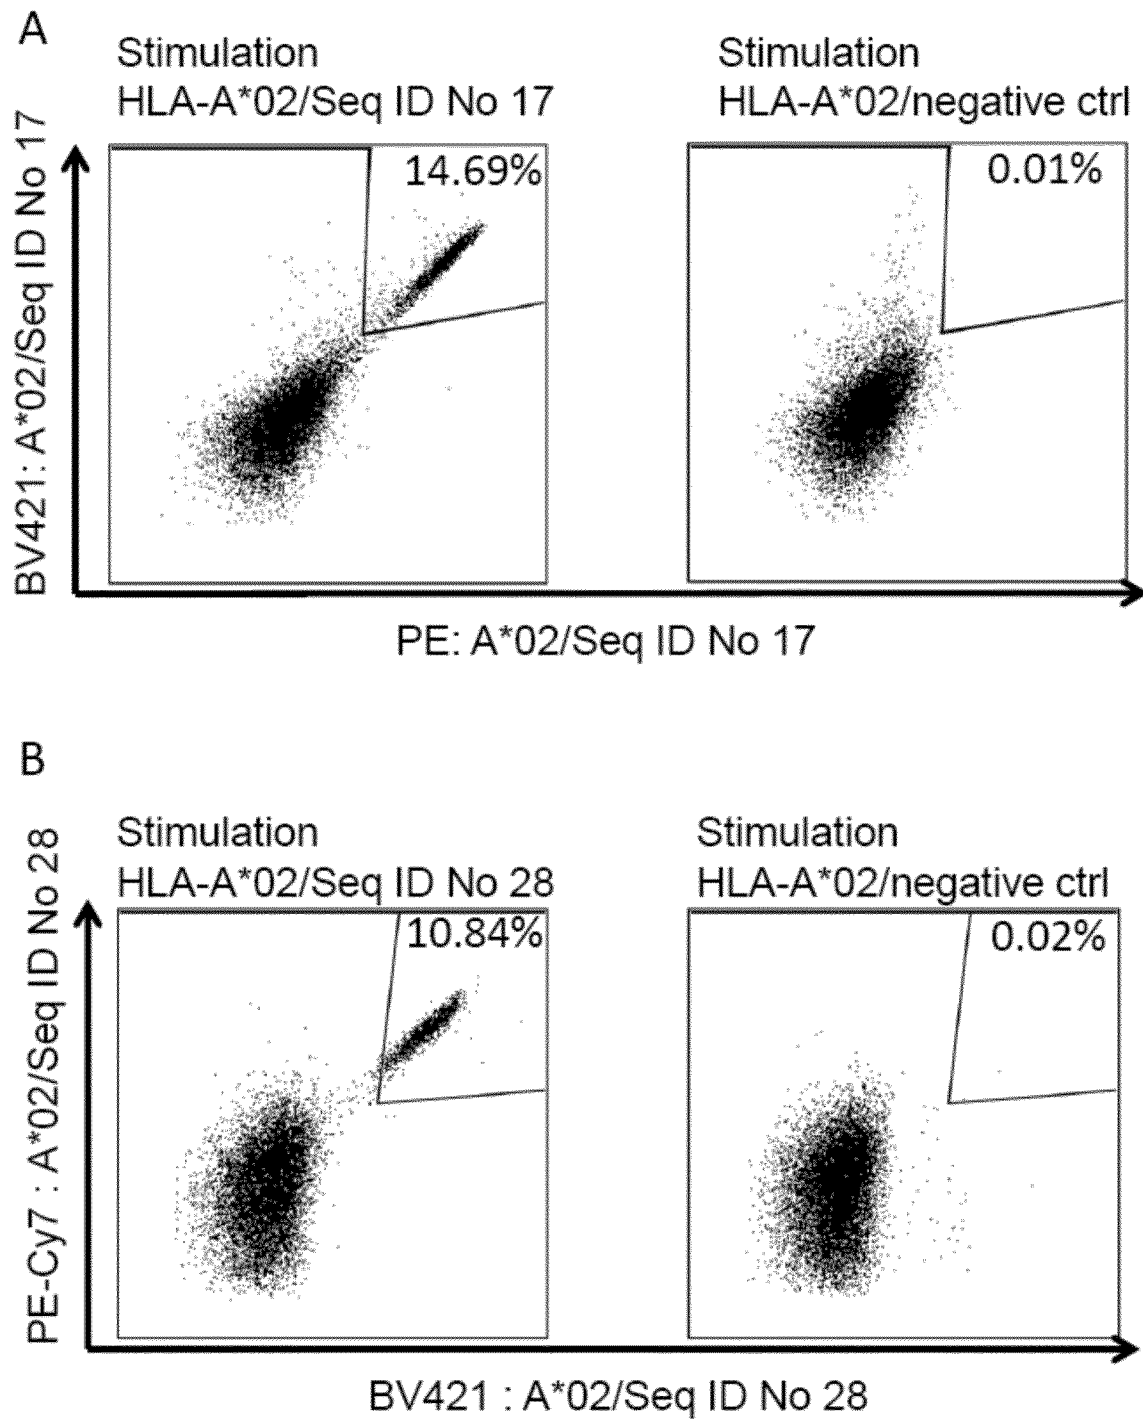 A
Stimulation
HLA-A*02/Seq ID No 17
Stimulation
HLA-A*02/negative ctrl
BV421: A*02/Seq ID No 17
14.69%
0.01%
PE: A*02/Seq ID No 17
B
Stimulation
HLA-A*02/Seq ID No 28
Stimulation
HLA-A*02/negative ctrl
PE-Cy7 : A*02/Seq ID No 28
10.84%
0.02%
BV421 : A*02/Seq ID No 28